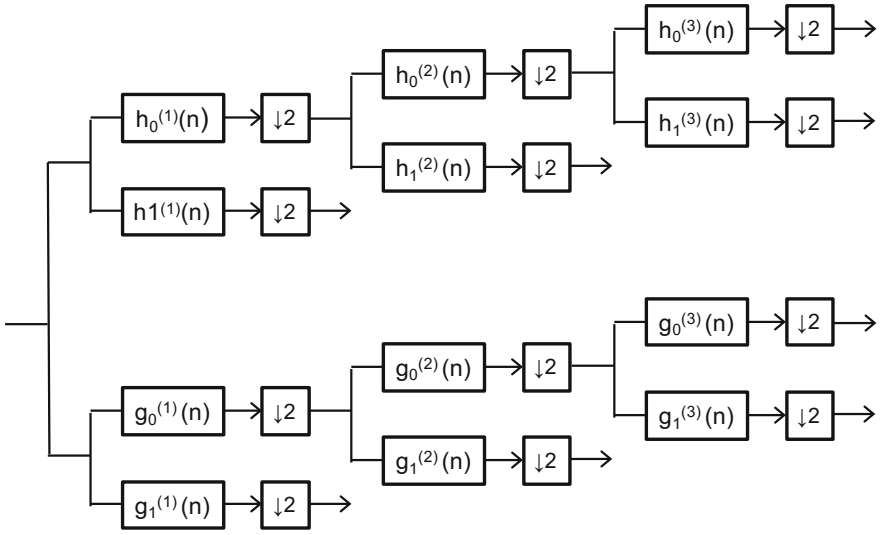 h₀⁽³⁾(n) ↓2
h₀⁽²⁾(n) ↓2
h₀⁽¹⁾(n) ↓2
h₁⁽³⁾(n) ↓2
h₁⁽²⁾(n) ↓2
h1⁽¹⁾(n) ↓2
g₀⁽³⁾(n) ↓2
g₀⁽²⁾(n) ↓2
g₀⁽¹⁾(n) ↓2
g₁⁽³⁾(n) ↓2
g₁⁽²⁾(n) ↓2
g₁⁽¹⁾(n) ↓2